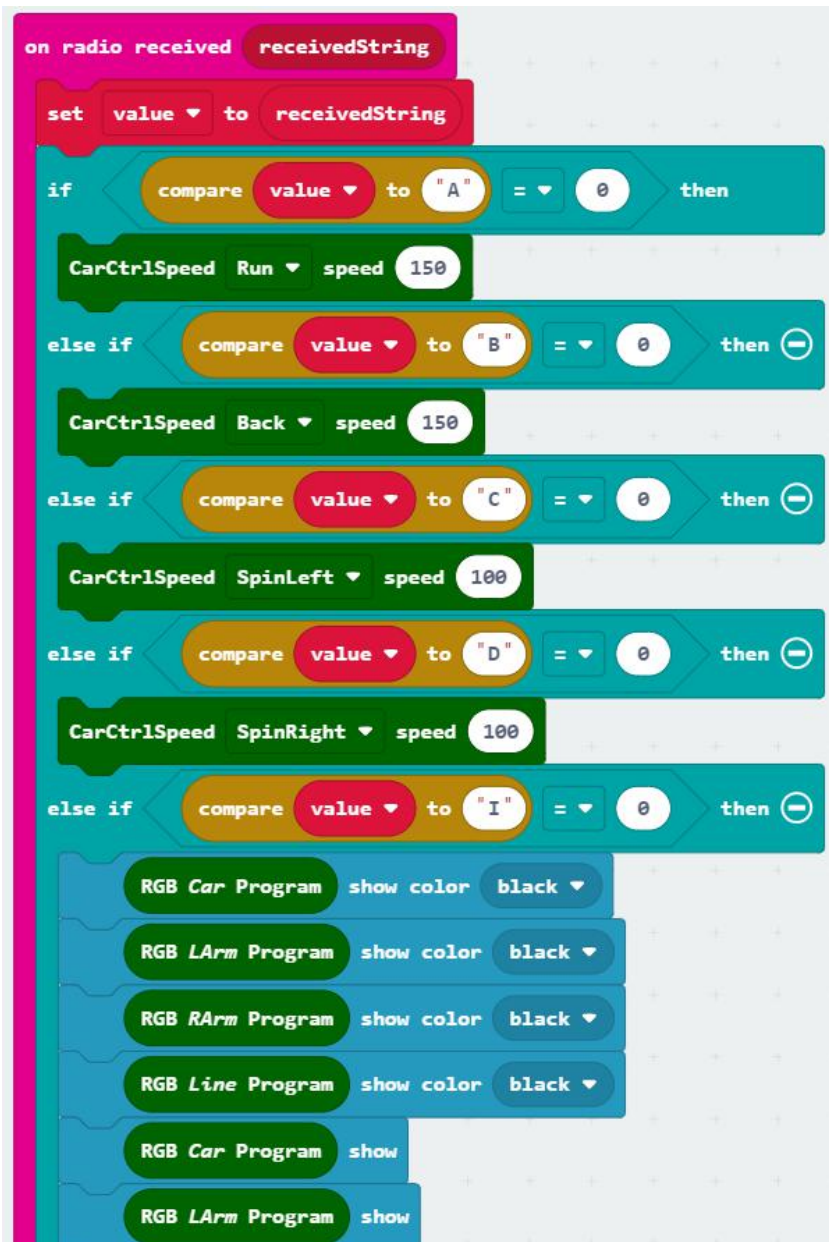 on radio received receivedString
set value to receivedString
if compare value to "A" = 0 then
CarCtrlSpeed Run speed 150
else if compare value to "B" = 0 then
CarCtrlSpeed Back speed 150
else if compare value to "C" = 0 then
CarCtrlSpeed SpinLeft speed 100
else if compare value to "D" = 0 then
CarCtrlSpeed SpinRight speed 100
else if compare value to "I" = 0 then
RGB Car Program show color black
RGB LArm Program show color black
RGB RArm Program show color black
RGB Line Program show color black
RGB Car Program show
RGB LArm Program show